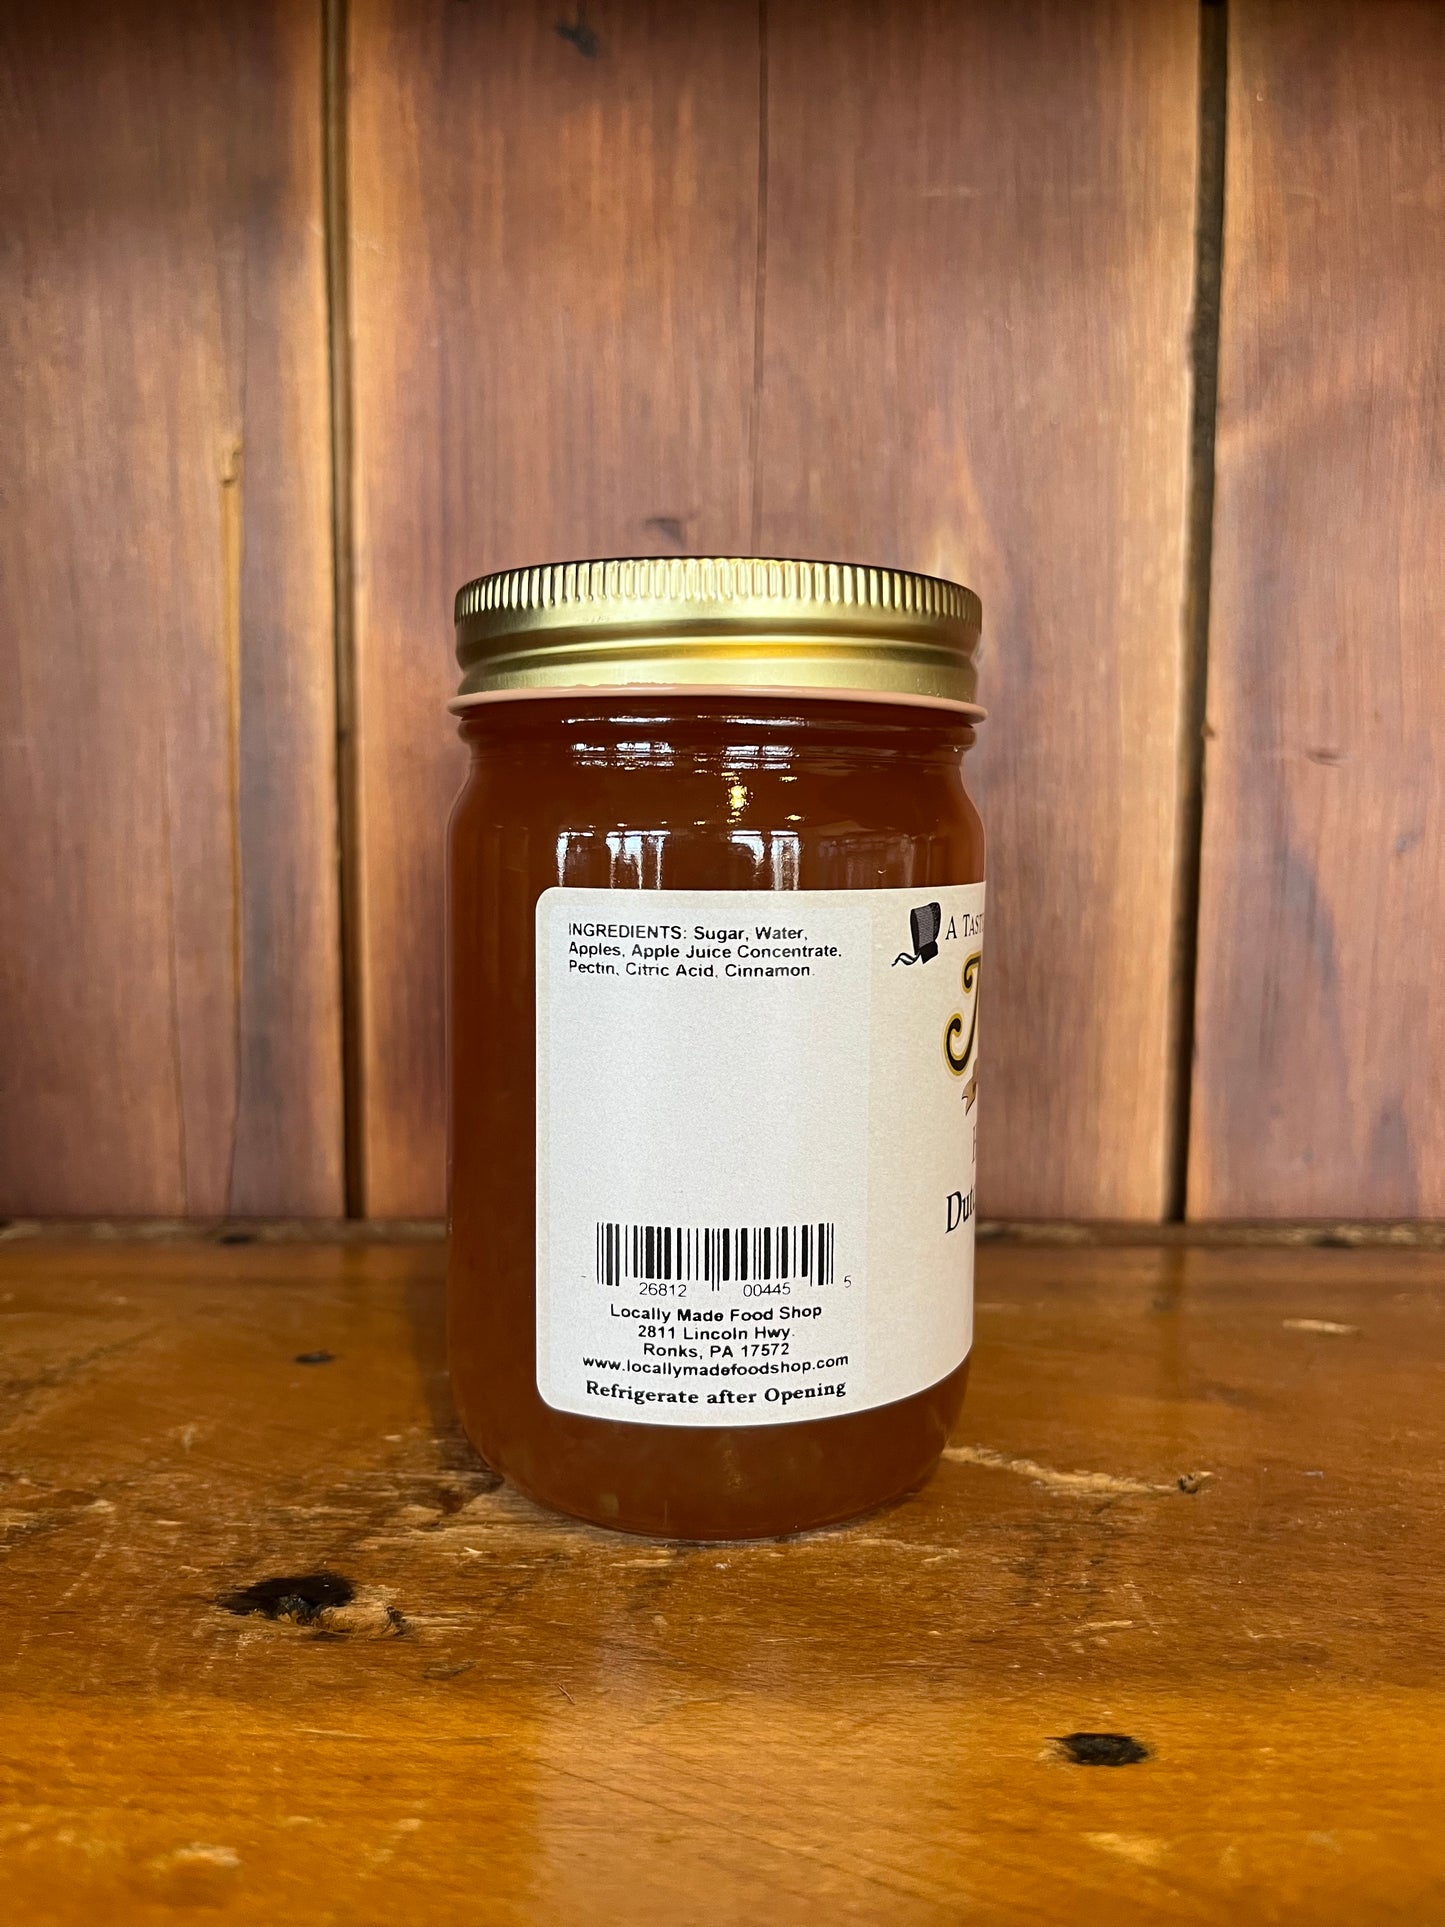 INGREDIENTS: Sugar, Water,
Apples, Apple Juice Concentrate,
Pectin, Citric Acid, Cinnamon.
A
26812 00445 5
Locally Made Food Shop
2811 Lincoln Hwy.
Ronks, PA 17572
www.locallymadefoodshop.com
Refrigerate after Opening